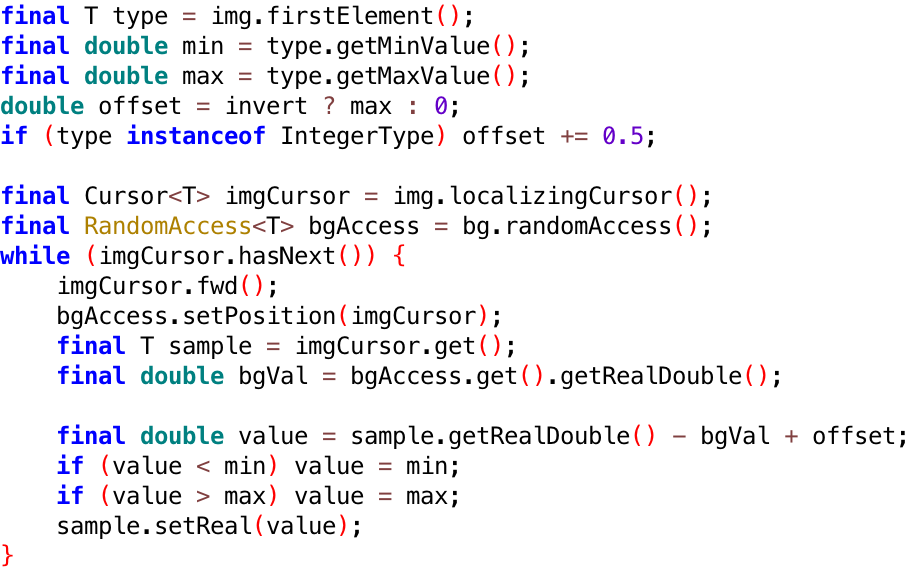 final T type = img.firstElement();
final double min = type.getMinValue();
final double max = type.getMaxValue();
double offset = invert ? max : 0;
if (type instanceof IntegerType) offset += 0.5;

final Cursor<T> imgCursor = img.localizingCursor();
final RandomAccess<T> bgAccess = bg.randomAccess();
while (imgCursor.hasNext()) {
    imgCursor.fwd();
    bgAccess.setPosition(imgCursor);
    final T sample = imgCursor.get();
    final double bgVal = bgAccess.get().getRealDouble();

    final double value = sample.getRealDouble() − bgVal + offset;
    if (value < min) value = min;
    if (value > max) value = max;
    sample.setReal(value);
}